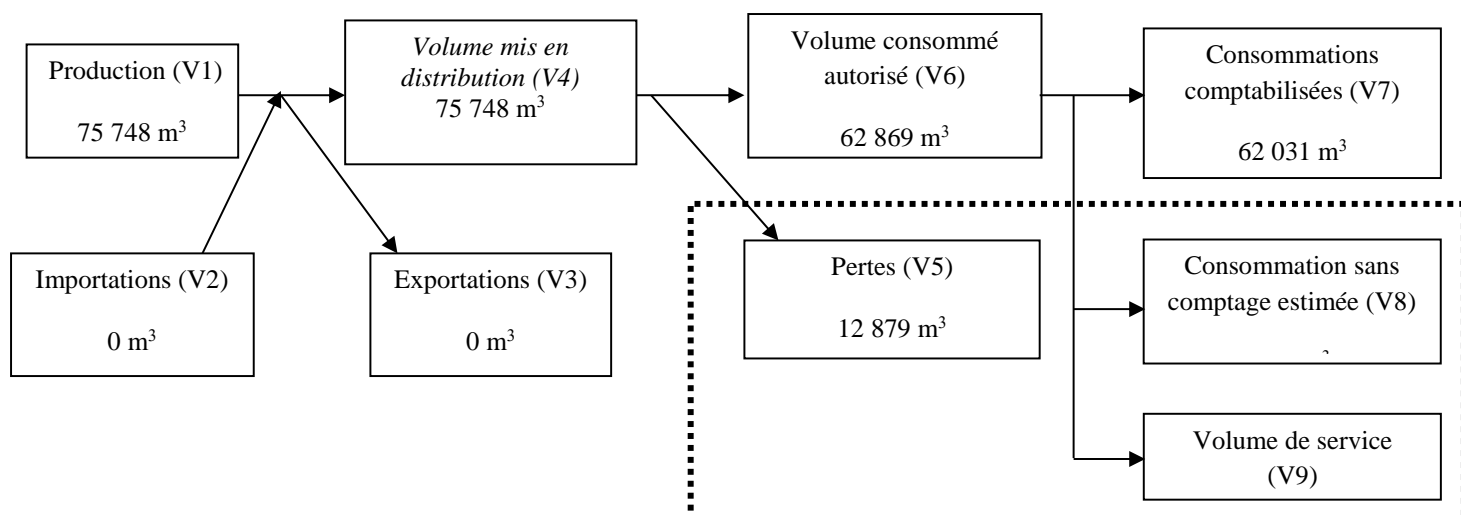 Production (V1)
75 748 m³
Volume mis en
distribution (V4)
75 748 m³
Volume consommé
autorisé (V6)
62 869 m³
Consommations
comptabilisées (V7)
62 031 m³
Importations (V2)
0 m³
Exportations (V3)
0 m³
Pertes (V5)
12 879 m³
Consommation sans
comptage estimée (V8)
Volume de service
(V9)